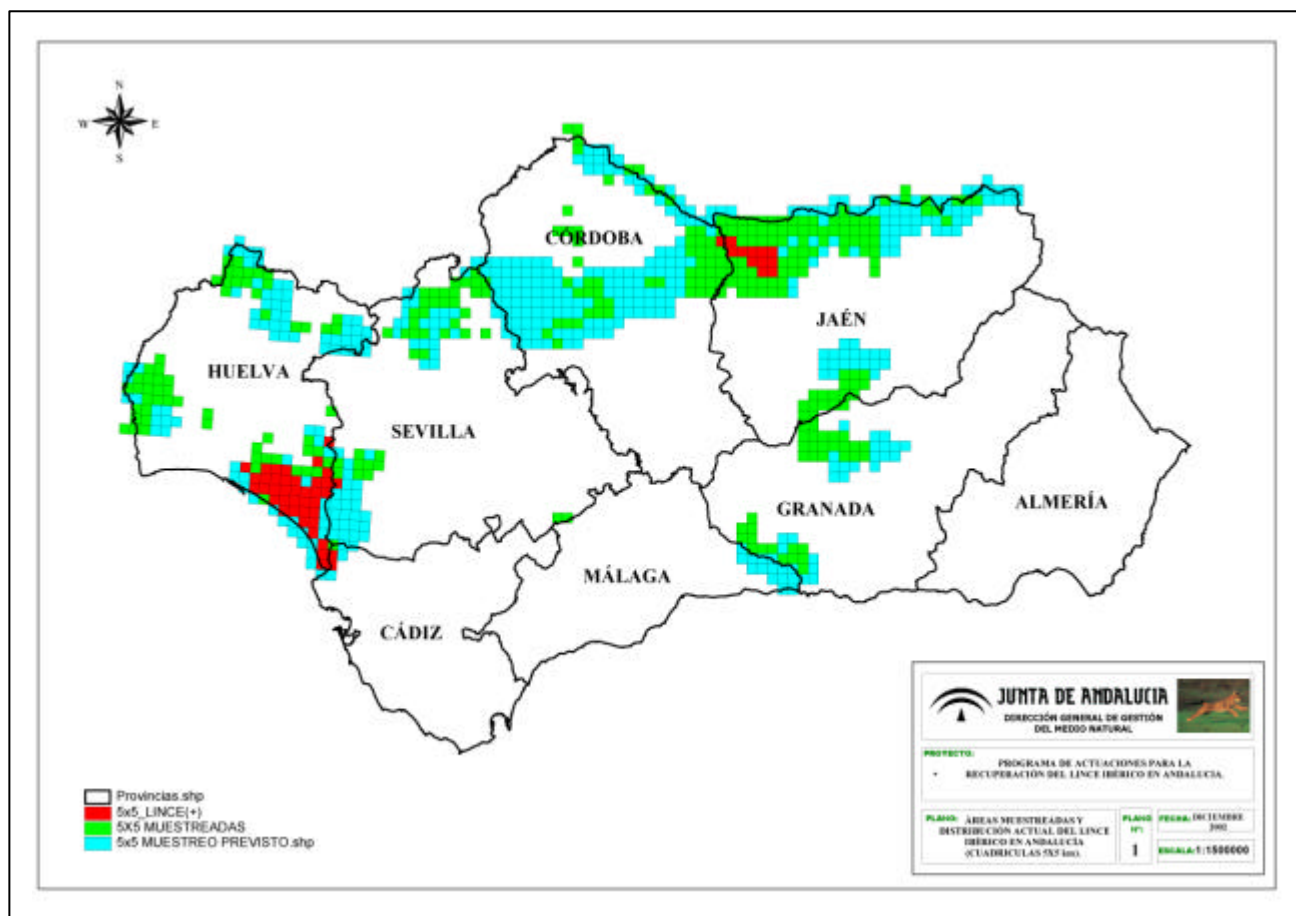 N
W E
S
CÓRDOBA
JAÉN
HUELVA
SEVILLA
GRANADA
ALMERÍA
MÁLAGA
CÁDIZ
Provincias.shp
5x5_LINCE(+)
5X5 MUESTREADAS
5x5 MUESTREO PREVISTO.shp
JUNTA DE ANDALUCIA
DIRECCIÓN GENERAL DE GESTIÓN
DEL MEDIO NATURAL
PROYECTO:
PROGRAMA DE ACTUACIONES PARA LA
RECUPERACIÓN DEL LINCE IBÉRICO EN ANDALUCIA.
PLANO: ÁREAS MUESTREADAS Y
DISTRIBUCIÓN ACTUAL DEL LINCE
IBÉRICO EN ANDALUCÍA
(CUADRICULAS 5X5 km).
PLANO
Nº:
1
FECHA: DICIEMBRE
2002
ESCALA: 1:1500000